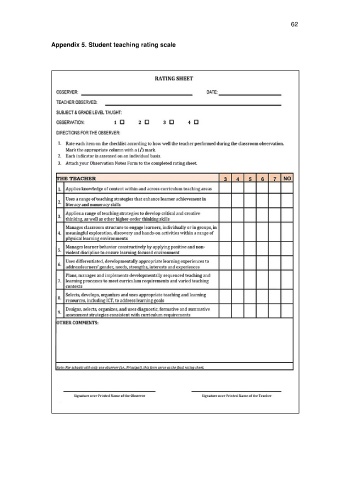 62
Appendix 5. Student teaching rating scale
RATING SHEET
OBSERVER: DATE:
TEACHER OBSERVED:
SUBJECT & GRADE LEVEL TAUGHT:
OBSERVATION: 1 ☐ 2 ☐ 3 ☐ 4 ☐
DIRECTIONS FOR THE OBSERVER:
1. Rate each item on the checklist according to how well the teacher performed during the classroom observation.
Mark the appropriate column with a (√) mark.
2. Each indicator is assessed on an individual basis
3. Attach your Observation Notes Form to the completed rating sheet.
THE TEACHER 3 4 5 6 7 NO
1. Applies knowledge of content within and across curriculum teaching areas
2. Uses a range of teaching strategies that enhance learner achievement in
literacy and numeracy skills
3. Applies a range of teaching strategies to develop critical and creative
thinking, as well as other higher-order thinking skills
4. Manages classroom structure to engage learners, individually or in groups, in
meaningful exploration, discovery and hands-on activities within a range of
physical learning environments
5. Manages learner behavior constructively by applying positive and non-
violent discipline to ensure learning-focused environment
6. Uses differentiated, developmentally appropriate learning experiences to
address learners' gender, needs, strengths, interests and experiences
7. Plans, manages and implements developmentally sequenced teaching and
learning processes to meet curriculum requirements and varied teaching
contexts
8. Selects, develops, organizes and uses appropriate teaching and learning
resources, including ICT, to address learning goals
9. Designs, selects, organizes, and uses diagnostic, formative and summative
assessment strategies consistent with curriculum requirements
OTHER COMMENTS:
Note: For schools with only one observer (i.e., Principal), this form serve as the final rating sheet.
Signature over Printed Name of the Observer Signature over Printed Name of the Teacher